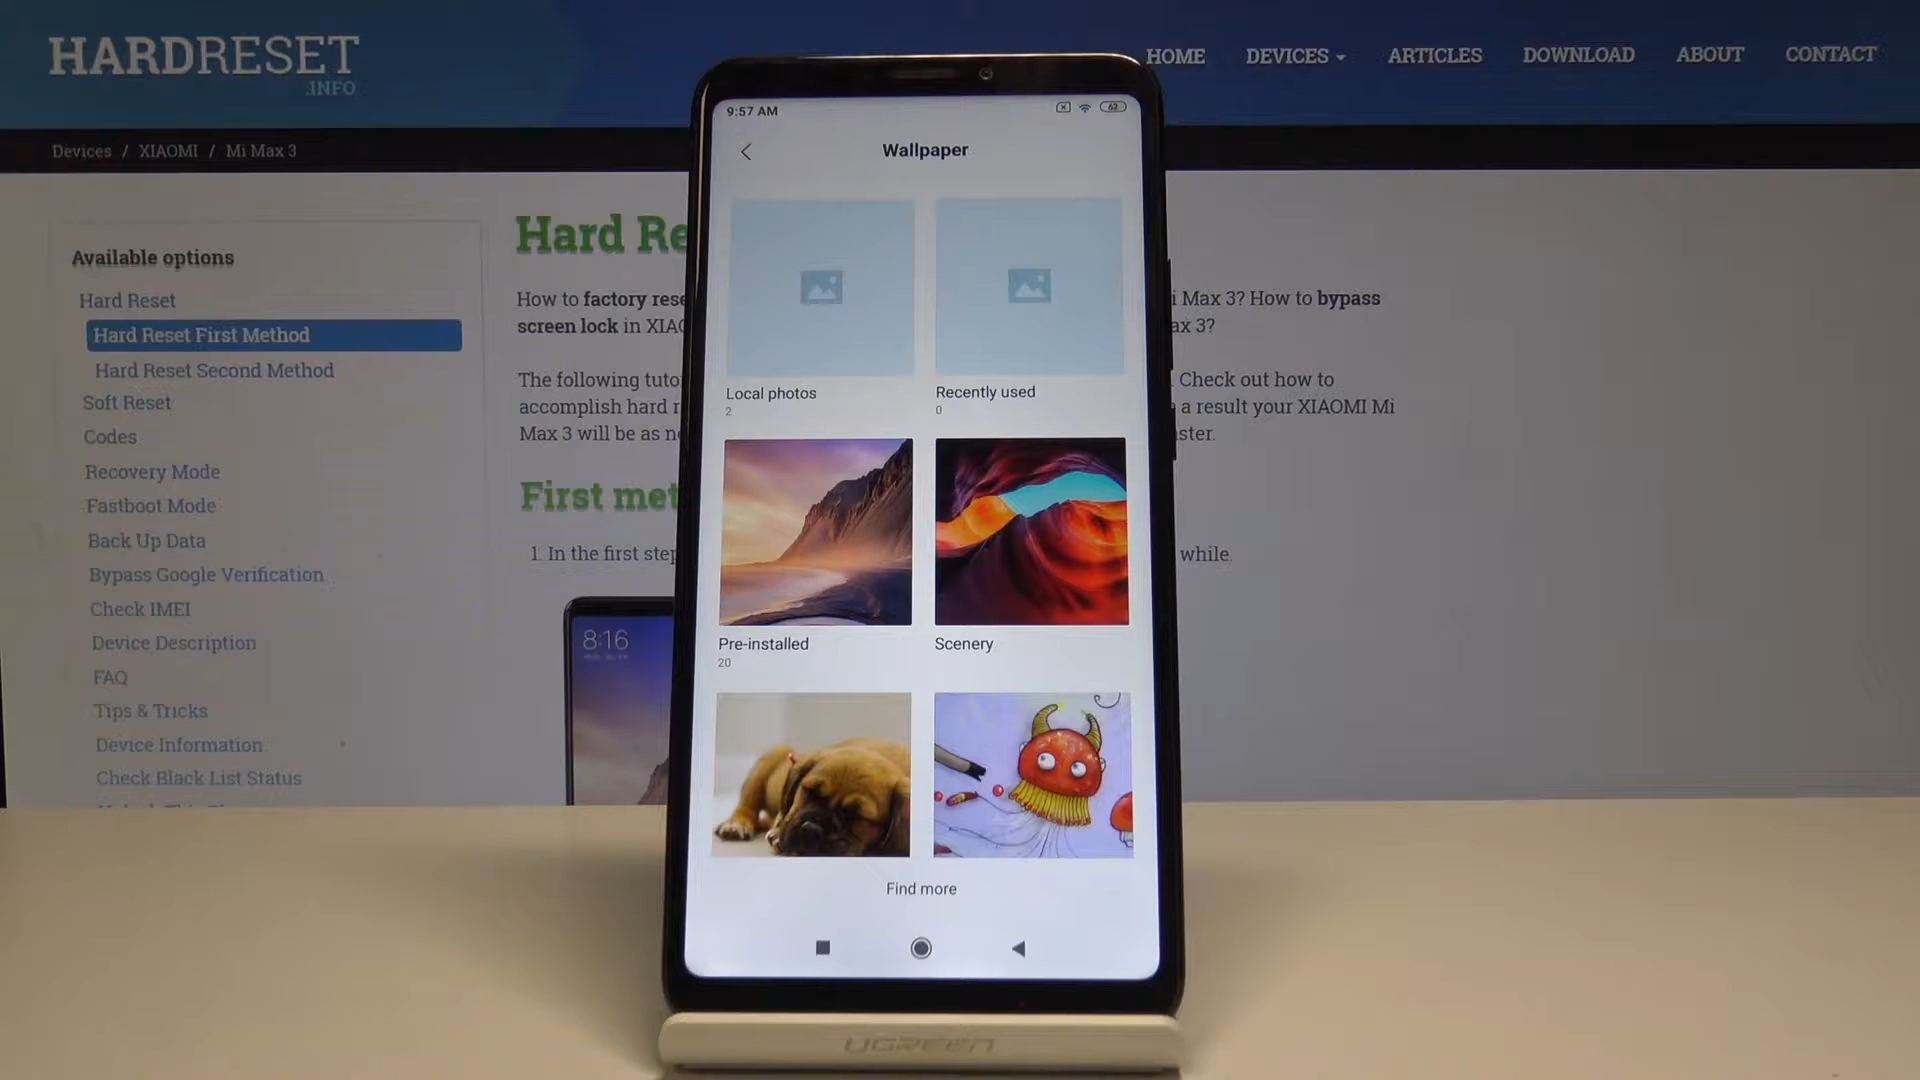 HARDRESET
.INFO
HOME DEVICES ARTICLES DOWNLOAD ABOUT CONTACT
Devices / XIAOMI / Mi Max 3
Available options
Hard Reset
Hard Reset First Method
Hard Reset Second Method
Soft Reset
Codes
Recovery Mode
Fastboot Mode
Back Up Data
Bypass Google Verification
Check IMEI
Device Description
FAQ
Tips & Tricks
Device Information
Check Black List Status
Hard Re
How to factory rese
i Max 3? How to bypass
screen lock in XIAO
ax 3?
The following tuto
Check out how to
accomplish hard r
a result your XIAOMI Mi
Max 3 will be as ne
ster.
First met
1. In the first step
while.
8:16
9:57 AM
62
Wallpaper
Local photos
2
Recently used
0
Pre-installed
20
Scenery
Find more
UGREEN